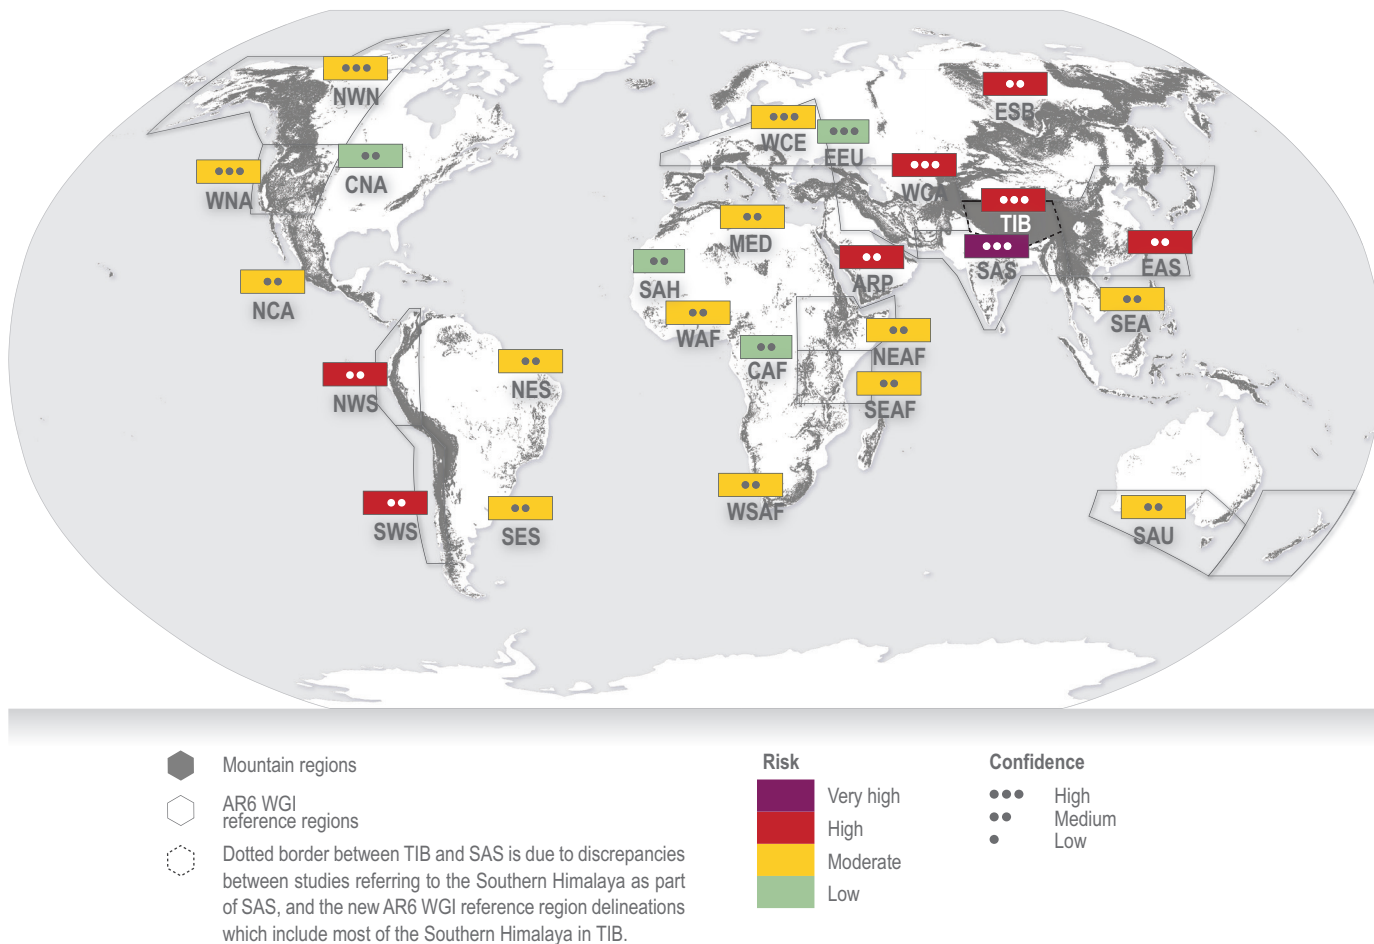 NWN
ESB
WCE
EEU
CNA
WCA
WNA
TIB
MED
SAS
EAS
SAH
ARP
NCA
SEA
WAF
NEAF
CAF
NES
SEAF
NWS
WSAF
SWS
SES
SAU
Mountain regions
AR6 WGI
reference regions
Dotted border between TIB and SAS is due to discrepancies
between studies referring to the Southern Himalaya as part
of SAS, and the new AR6 WGI reference region delineations
which include most of the Southern Himalaya in TIB.
Risk
Very high
High
Moderate
Low
Confidence
High
Medium
Low